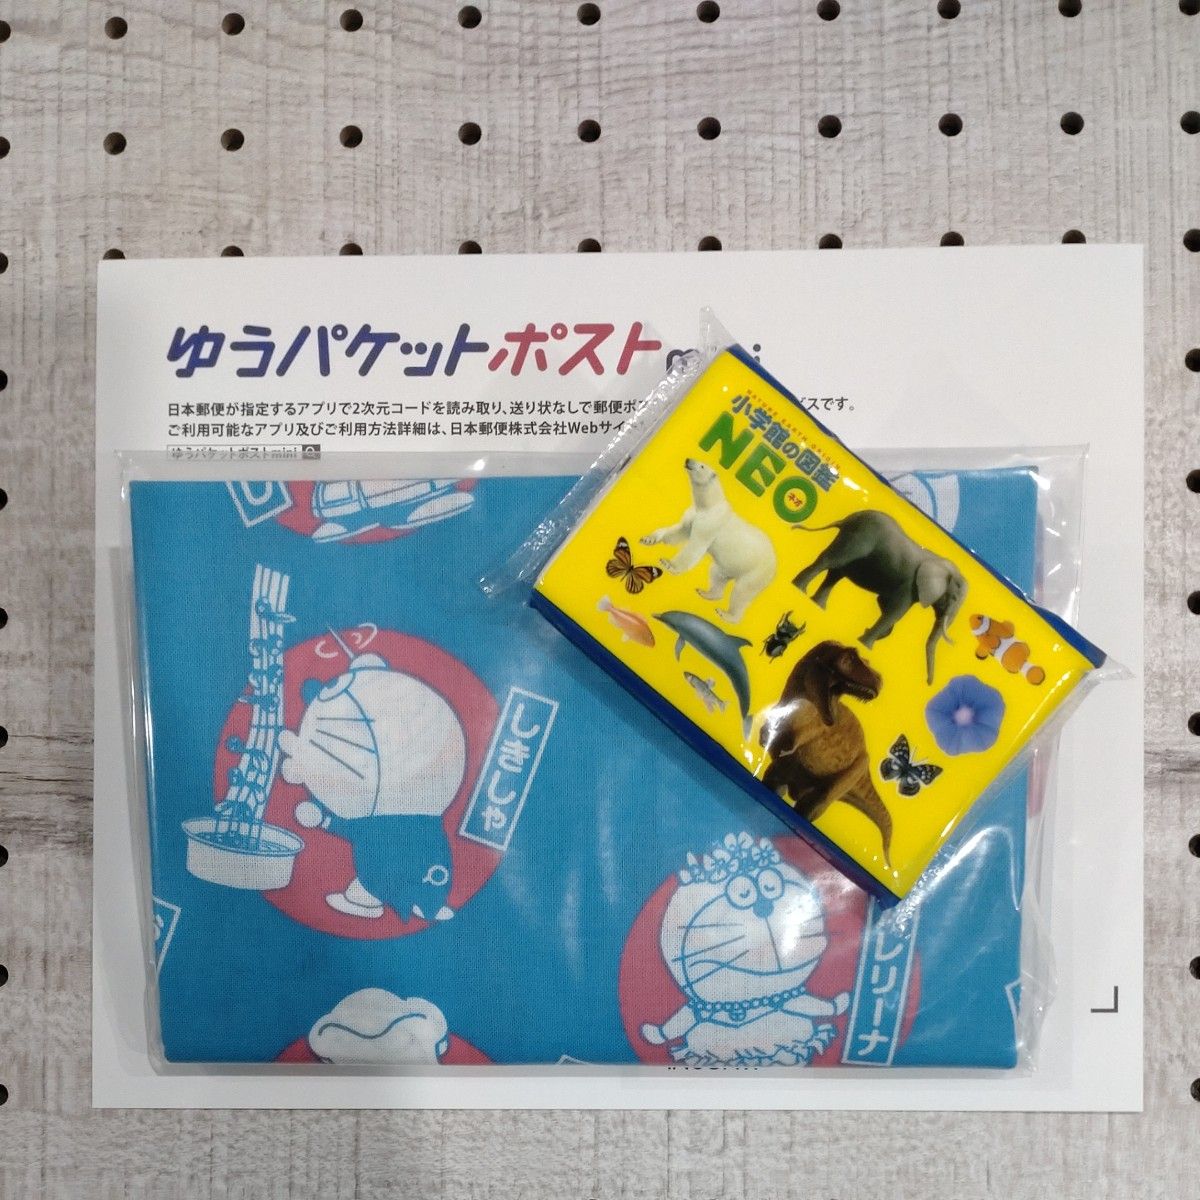 ゆうパケットポスト
日本郵便が指定するアプリで2次元コードを読み取り、送り状なしで郵便ポ
ビスです。
ご利用可能なアプリ及びご利用方法詳細は、日本郵便株式会社Webサイ
ゆうパケットポストmini
小学館の図鑑
NEO
ネオ
しきしゃ
しリーナ